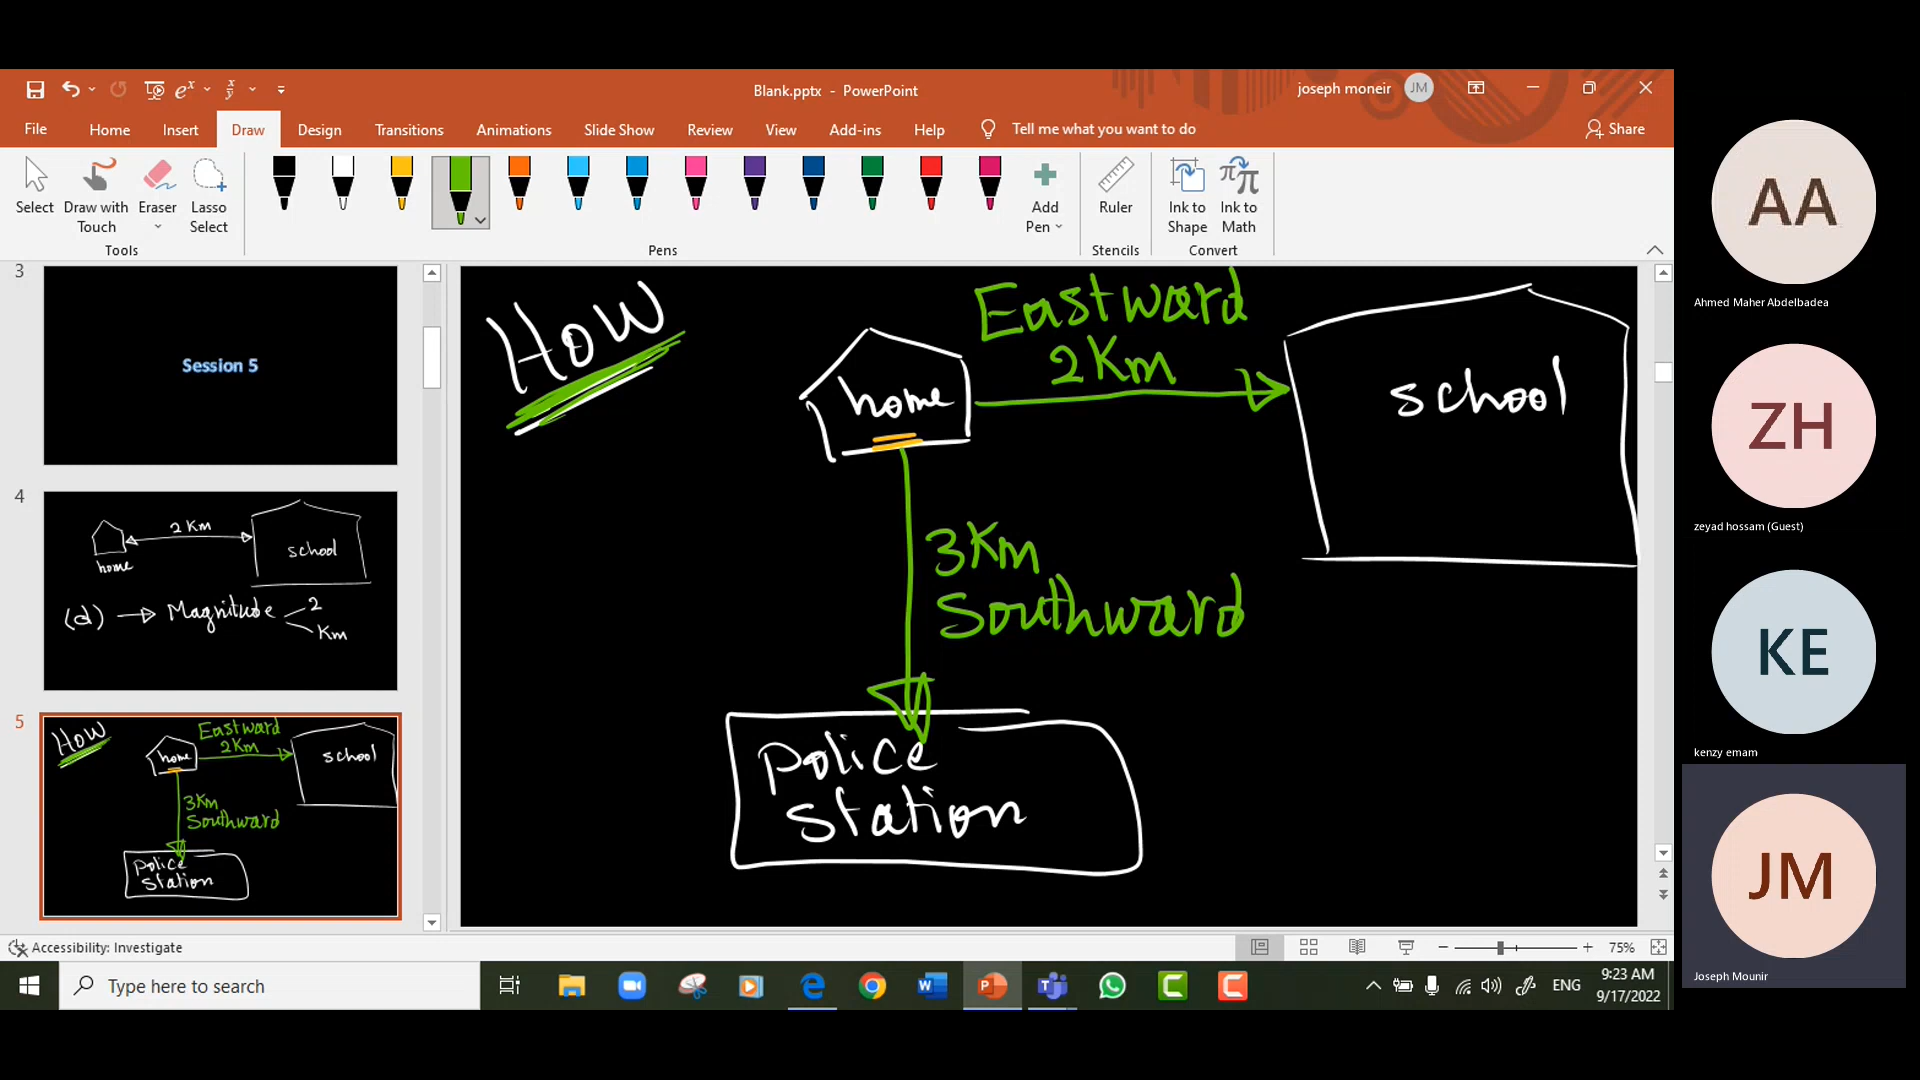 Blank.pptx - PowerPoint
joseph moneir
JM
File
Home
Insert
Draw
Design
Transitions
Animations
Slide Show
Review
View
Add-ins
Help
Tell me what you want to do
Share
Select
Draw with Touch
Eraser
Lasso Select
Add Pen
Ruler
Ink to Shape
Ink to Math
Tools
Pens
Stencils
Convert
3
Session 5
4
2 Km
home
school
(d) → Magnitude
2
Km
5
How
Eastward
2Km
home
school
3Km
Southward
Police
Station
How
Eastward
2Km
home
school
3Km
Southward
Police
Station
AA
Ahmed Maher Abdelbadea
ZH
zeyad hossam (Guest)
KE
kenzy emam
JM
Joseph Mounir
Accessibility: Investigate
75%
Type here to search
ENG
9:23 AM
9/17/2022